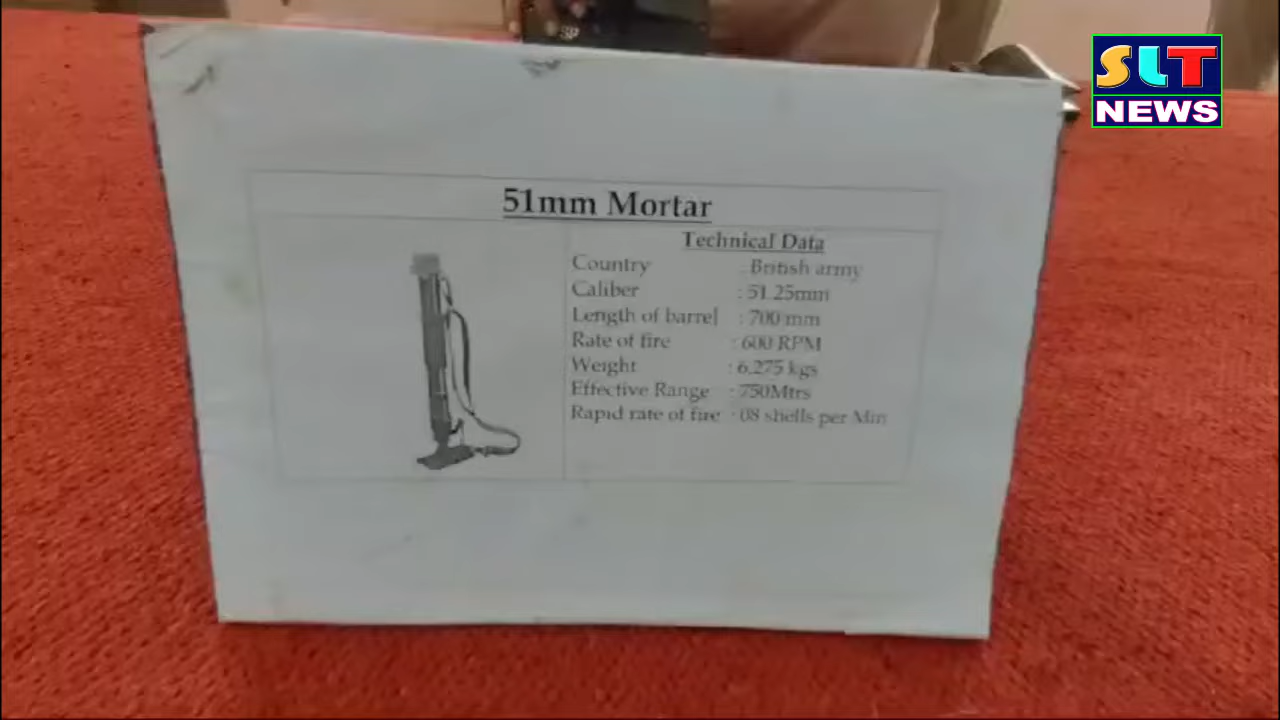 SLT
NEWS
51mm Mortar
Technical Data
Country : British army
Caliber : 51.25mm
Length of barrel : 700 mm
Rate of fire : 600 RPM
Weight : 6.275 kgs
Effective Range : 750Mtrs
Rapid rate of fire : 08 shells per Min